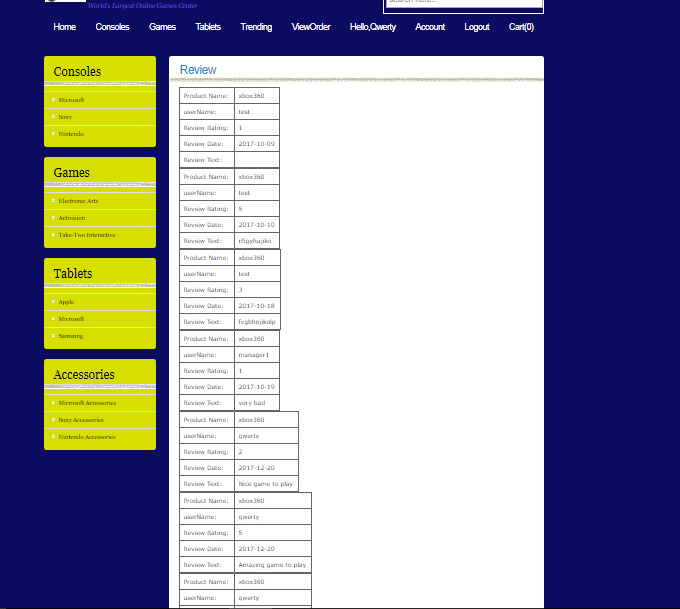 World's Largest Online Games Center
search here..
Home Consoles Games Tablets Trending ViewOrder Hello,Qwerty Account Logout Cart(0)
Consoles
Microsoft
Sony
Nintendo
Games
Electronic Arts
Activision
Take-Two Interactive
Tablets
Apple
Microsoft
Samsung
Accessories
Microsoft Accessories
Sony Accessories
Nintendo Accessories
Review
Product Name: xbox360
userName: test
Review Rating: 1
Review Date: 2017-10-09
Review Text:
Product Name: xbox360
userName: test
Review Rating: 5
Review Date: 2017-10-10
Review Text: rftgyhujiko
Product Name: xbox360
userName: test
Review Rating: 3
Review Date: 2017-10-18
Review Text: fvgbhnjikolp
Product Name: xbox360
userName: manager1
Review Rating: 1
Review Date: 2017-10-19
Review Text: very bad
Product Name: xbox360
userName: qwerty
Review Rating: 2
Review Date: 2017-12-20
Review Text: Nice game to play
Product Name: xbox360
userName: qwerty
Review Rating: 5
Review Date: 2017-12-20
Review Text: Amazing game to play
Product Name: xbox360
userName: qwerty